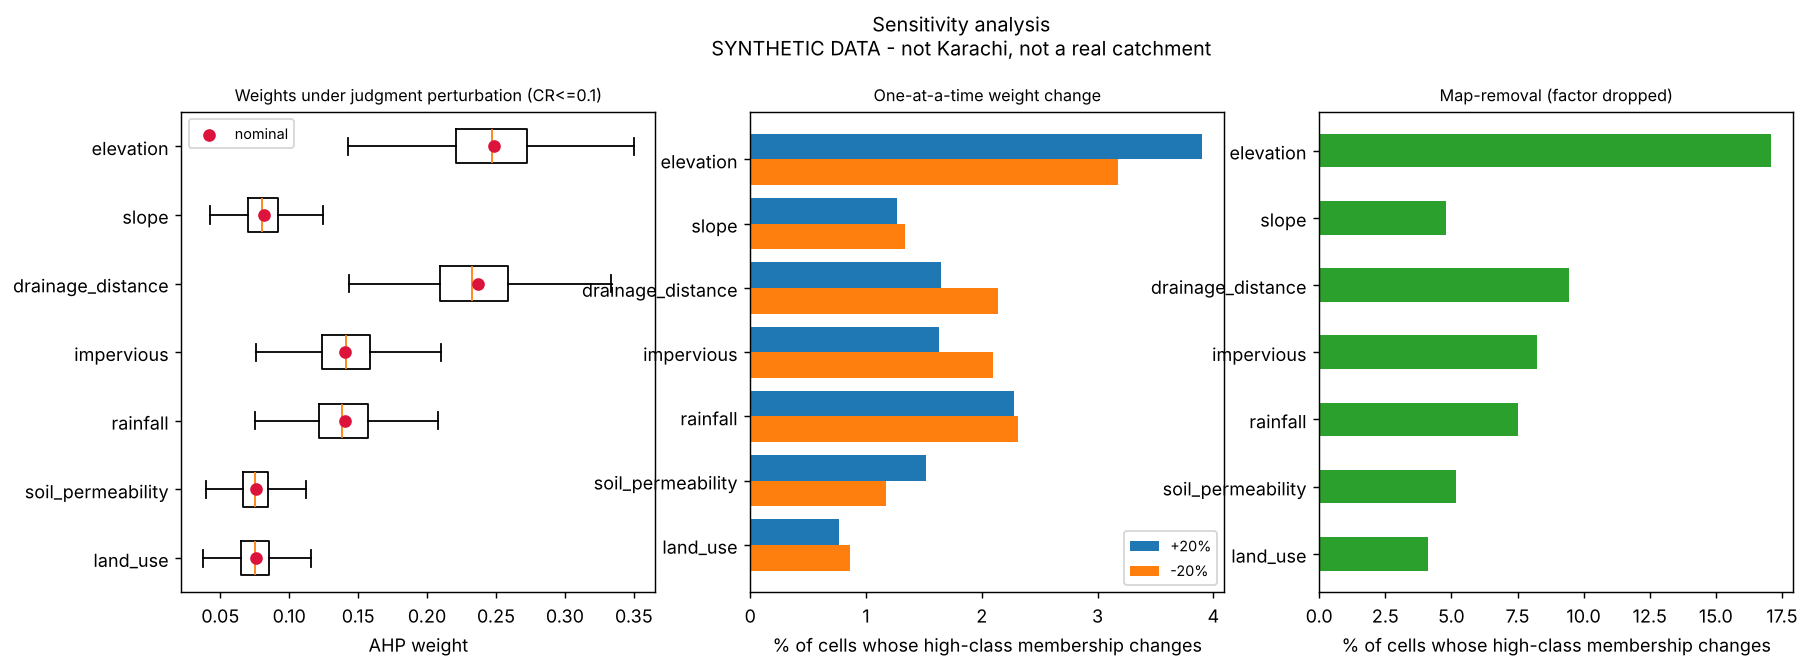 Sensitivity analysis
SYNTHETIC DATA - not Karachi, not a real catchment
Weights under judgment perturbation (CR<=0.1)
nominal
elevation
slope
drainage_distance
impervious
rainfall
soil_permeability
land_use
0.05 0.10 0.15 0.20 0.25 0.30 0.35
AHP weight
One-at-a-time weight change
elevation
slope
drainage_distance
impervious
rainfall
soil_permeability
land_use
+20%
-20%
0 1 2 3 4
% of cells whose high-class membership changes
Map-removal (factor dropped)
elevation
slope
drainage_distance
impervious
rainfall
soil_permeability
land_use
0.0 2.5 5.0 7.5 10.0 12.5 15.0 17.5
% of cells whose high-class membership changes